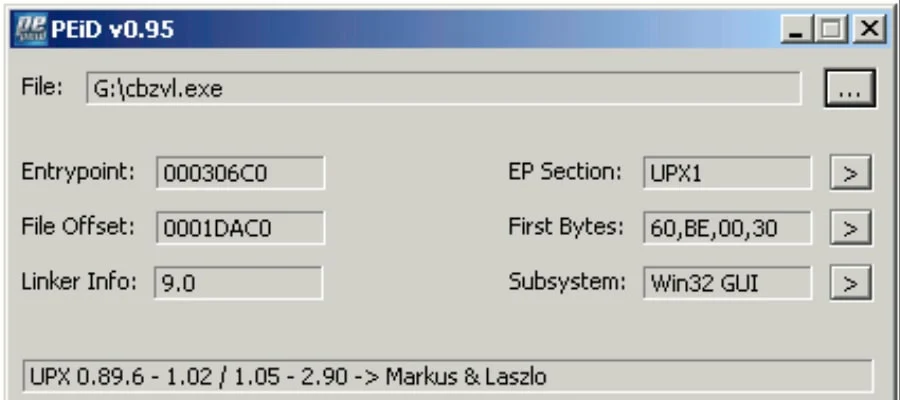 PEiD v0.95
File: G:\cbzvl.exe ...
Entrypoint: 000306C0 EP Section: UPX1 >
File Offset: 0001DAC0 First Bytes: 60,BE,00,30 >
Linker Info: 9.0 Subsystem: Win32 GUI >
UPX 0.89.6 - 1.02 / 1.05 - 2.90 -> Markus & Laszlo